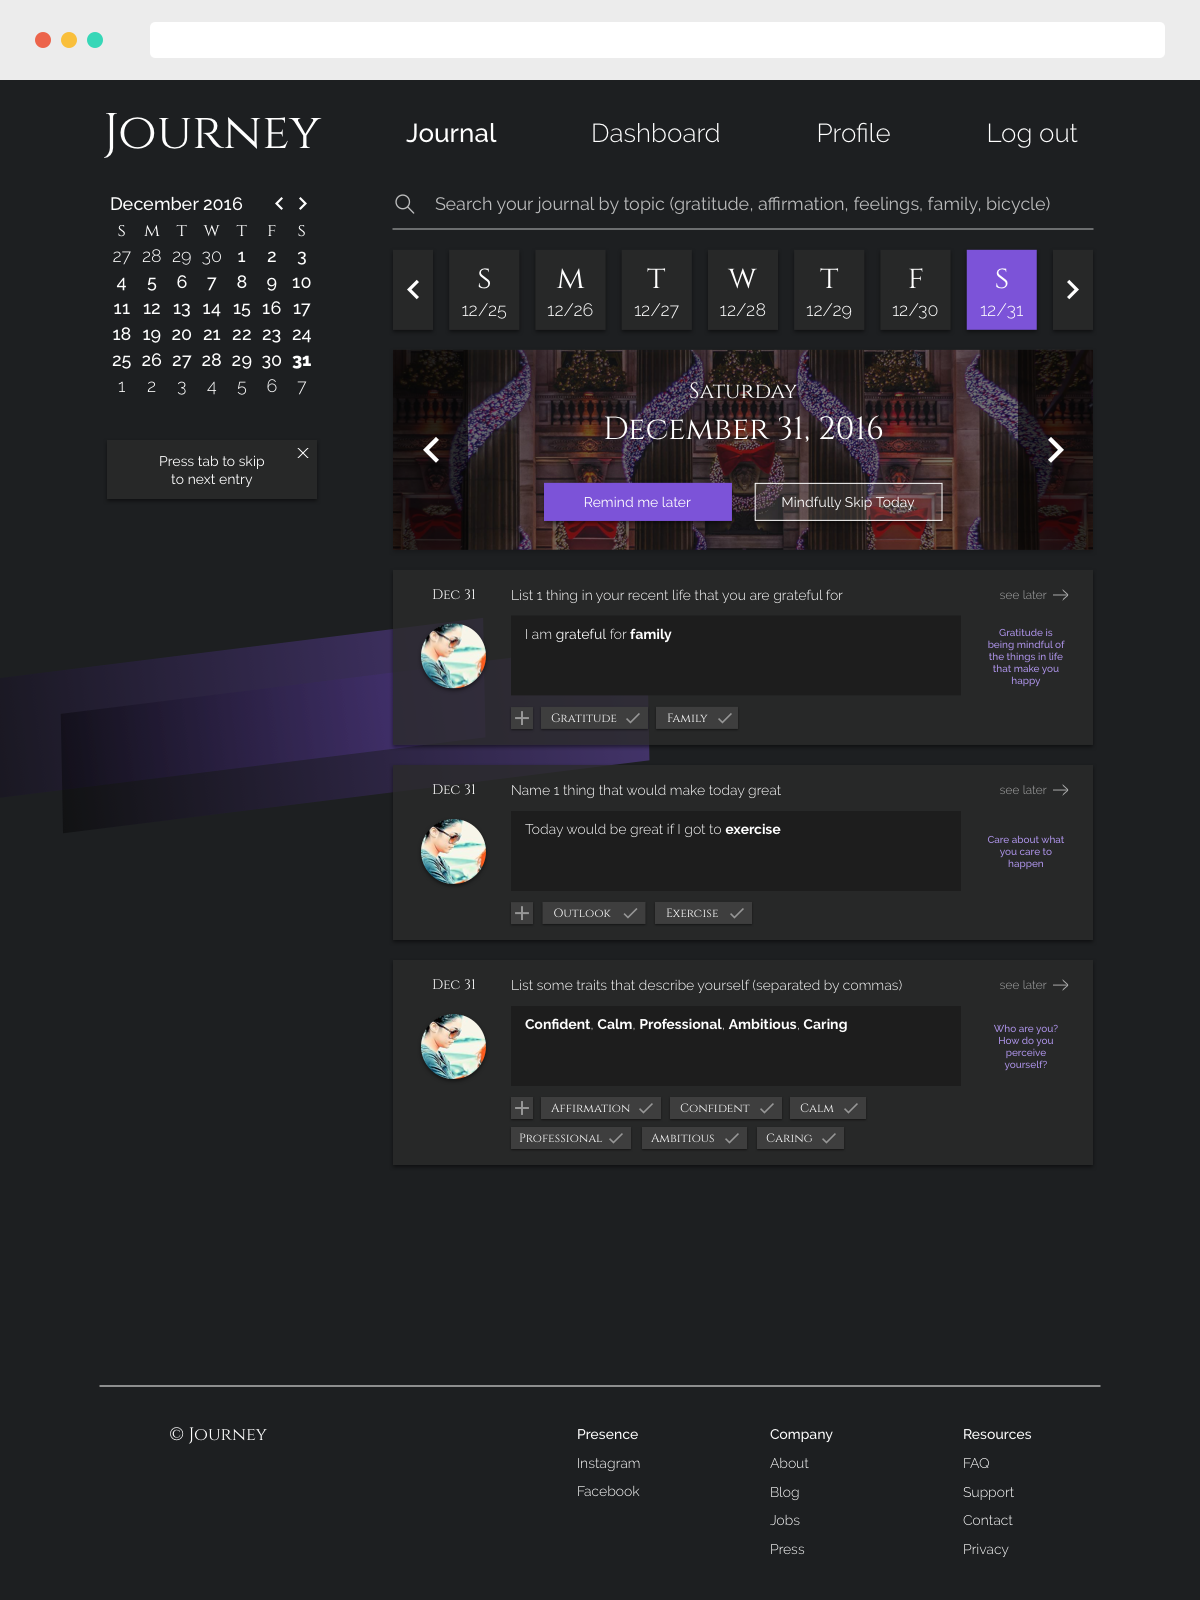 Journey
Journal Dashboard Profile Log out
December 2016
S M T W T F S
27 28 29 30 1 2 3
4 5 6 7 8 9 10
11 12 13 14 15 16 17
18 19 20 21 22 23 24
25 26 27 28 29 30 31
1 2 3 4 5 6 7
Press tab to skip
to next entry
Search your journal by topic (gratitude, affirmation, feelings, family, bicycle)
S M T W T F S
12/25 12/26 12/27 12/28 12/29 12/30 12/31
Saturday
December 31, 2016
Remind me later Mindfully Skip Today
Dec 31 List 1 thing in your recent life that you are grateful for see later
I am grateful for family
Gratitude is
being mindful of
the things in life
that make you
happy
Gratitude Family
Dec 31 Name 1 thing that would make today great see later
Today would be great if I got to exercise
Care about what
you care to
happen
Outlook Exercise
Dec 31 List some traits that describe yourself (separated by commas) see later
Confident, Calm, Professional, Ambitious, Caring
Who are you?
How do you
perceive
yourself?
Affirmation Confident Calm
Professional Ambitious Caring
© Journey
Presence
Instagram
Facebook
Company
About
Blog
Jobs
Press
Resources
FAQ
Support
Contact
Privacy